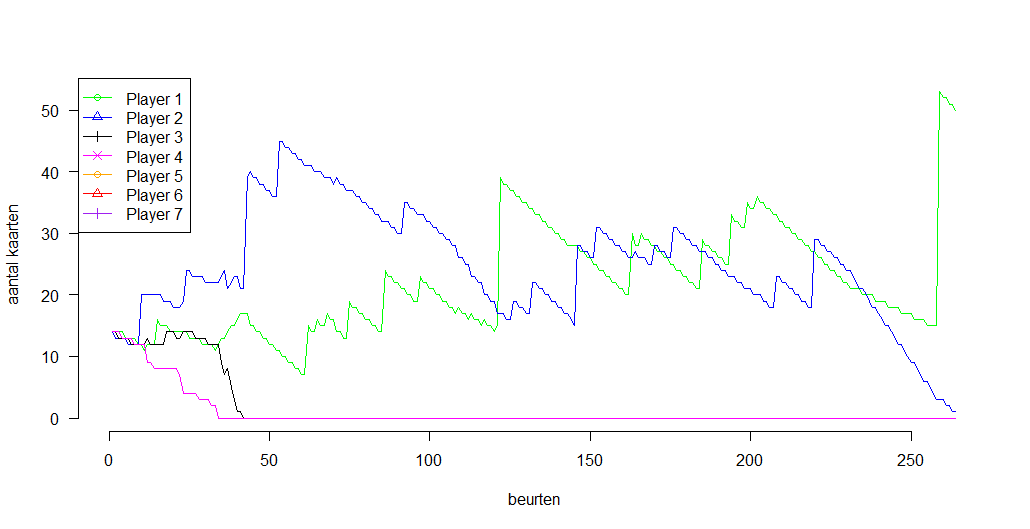 Player 1
Player 2
Player 3
Player 4
Player 5
Player 6
Player 7
50
40
30
20
10
0
aantal kaarten
0 50 100 150 200 250
beurten